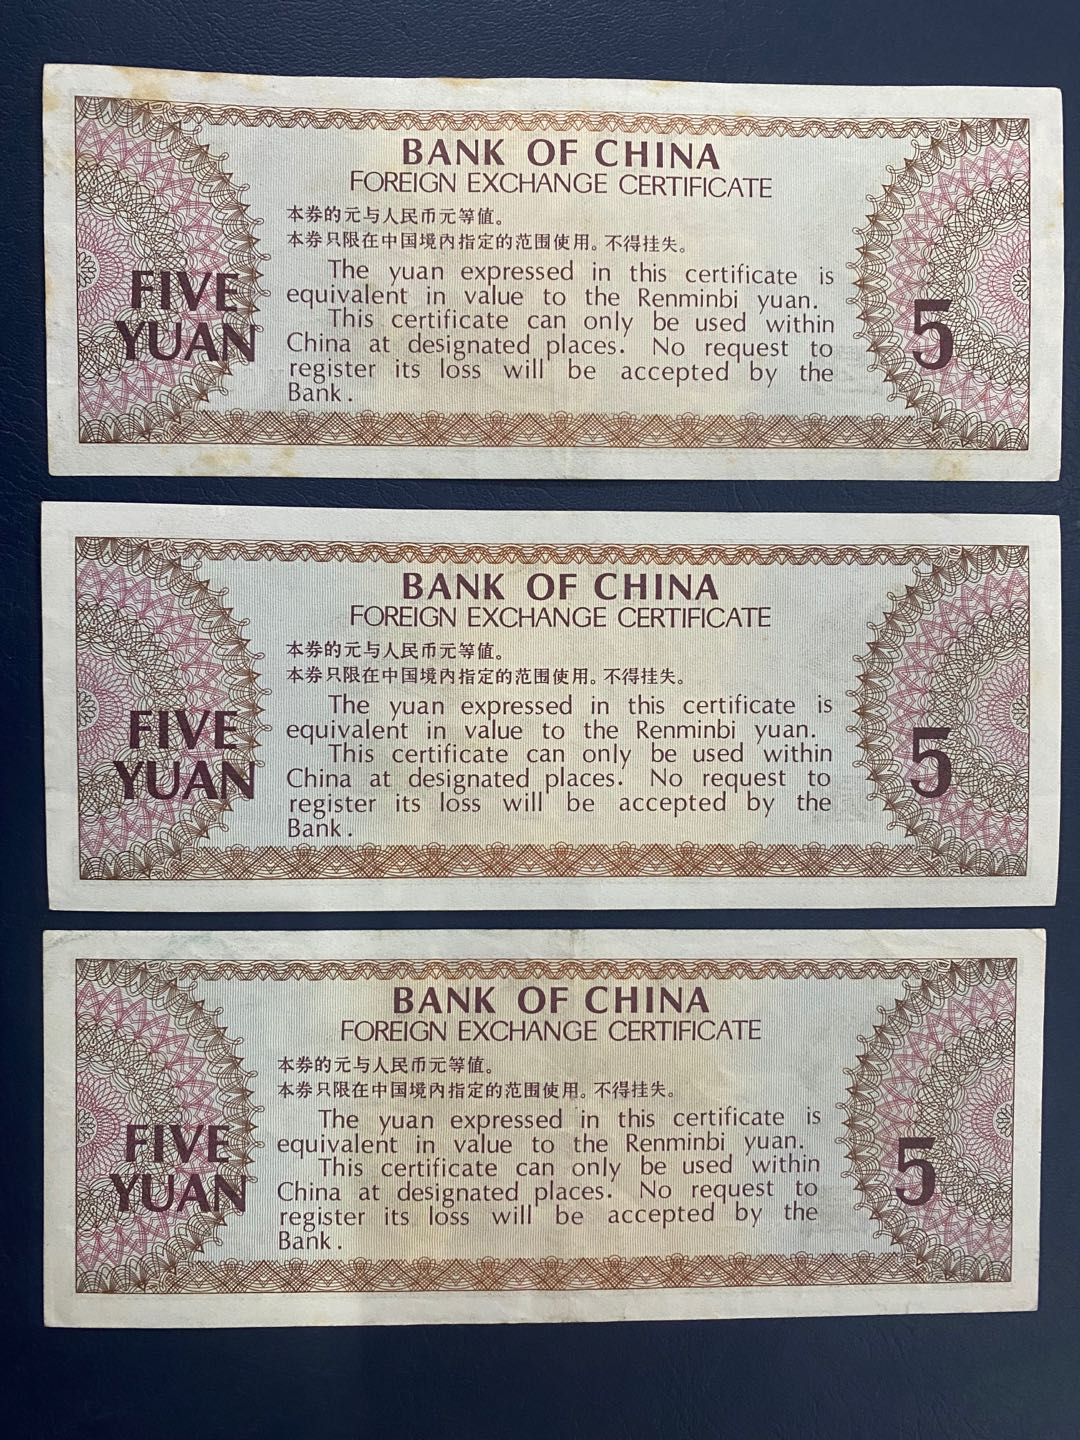 BANK OF CHINA
FOREIGN EXCHANGE CERTIFICATE
本券的元与人民币元等值。
本券只限在中国境内指定的范围使用。不得挂失。
The yuan expressed in this certificate is
equivalent in value to the Renminbi yuan.
This certificate can only be used within
China at designated places. No request to
register its loss will be accepted by the
Bank.
FIVE
YUAN
5
BANK OF CHINA
FOREIGN EXCHANGE CERTIFICATE
本券的元与人民币元等值。
本券只限在中国境内指定的范围使用。不得挂失。
The yuan expressed in this certificate is
equivalent in value to the Renminbi yuan.
This certificate can only be used within
China at designated places. No request to
register its loss will be accepted by the
Bank.
FIVE
YUAN
5
BANK OF CHINA
FOREIGN EXCHANGE CERTIFICATE
本券的元与人民币元等值。
本券只限在中国境内指定的范围使用。不得挂失。
The yuan expressed in this certificate is
equivalent in value to the Renminbi yuan.
This certificate can only be used within
China at designated places. No request to
register its loss will be accepted by the
Bank.
FIVE
YUAN
5